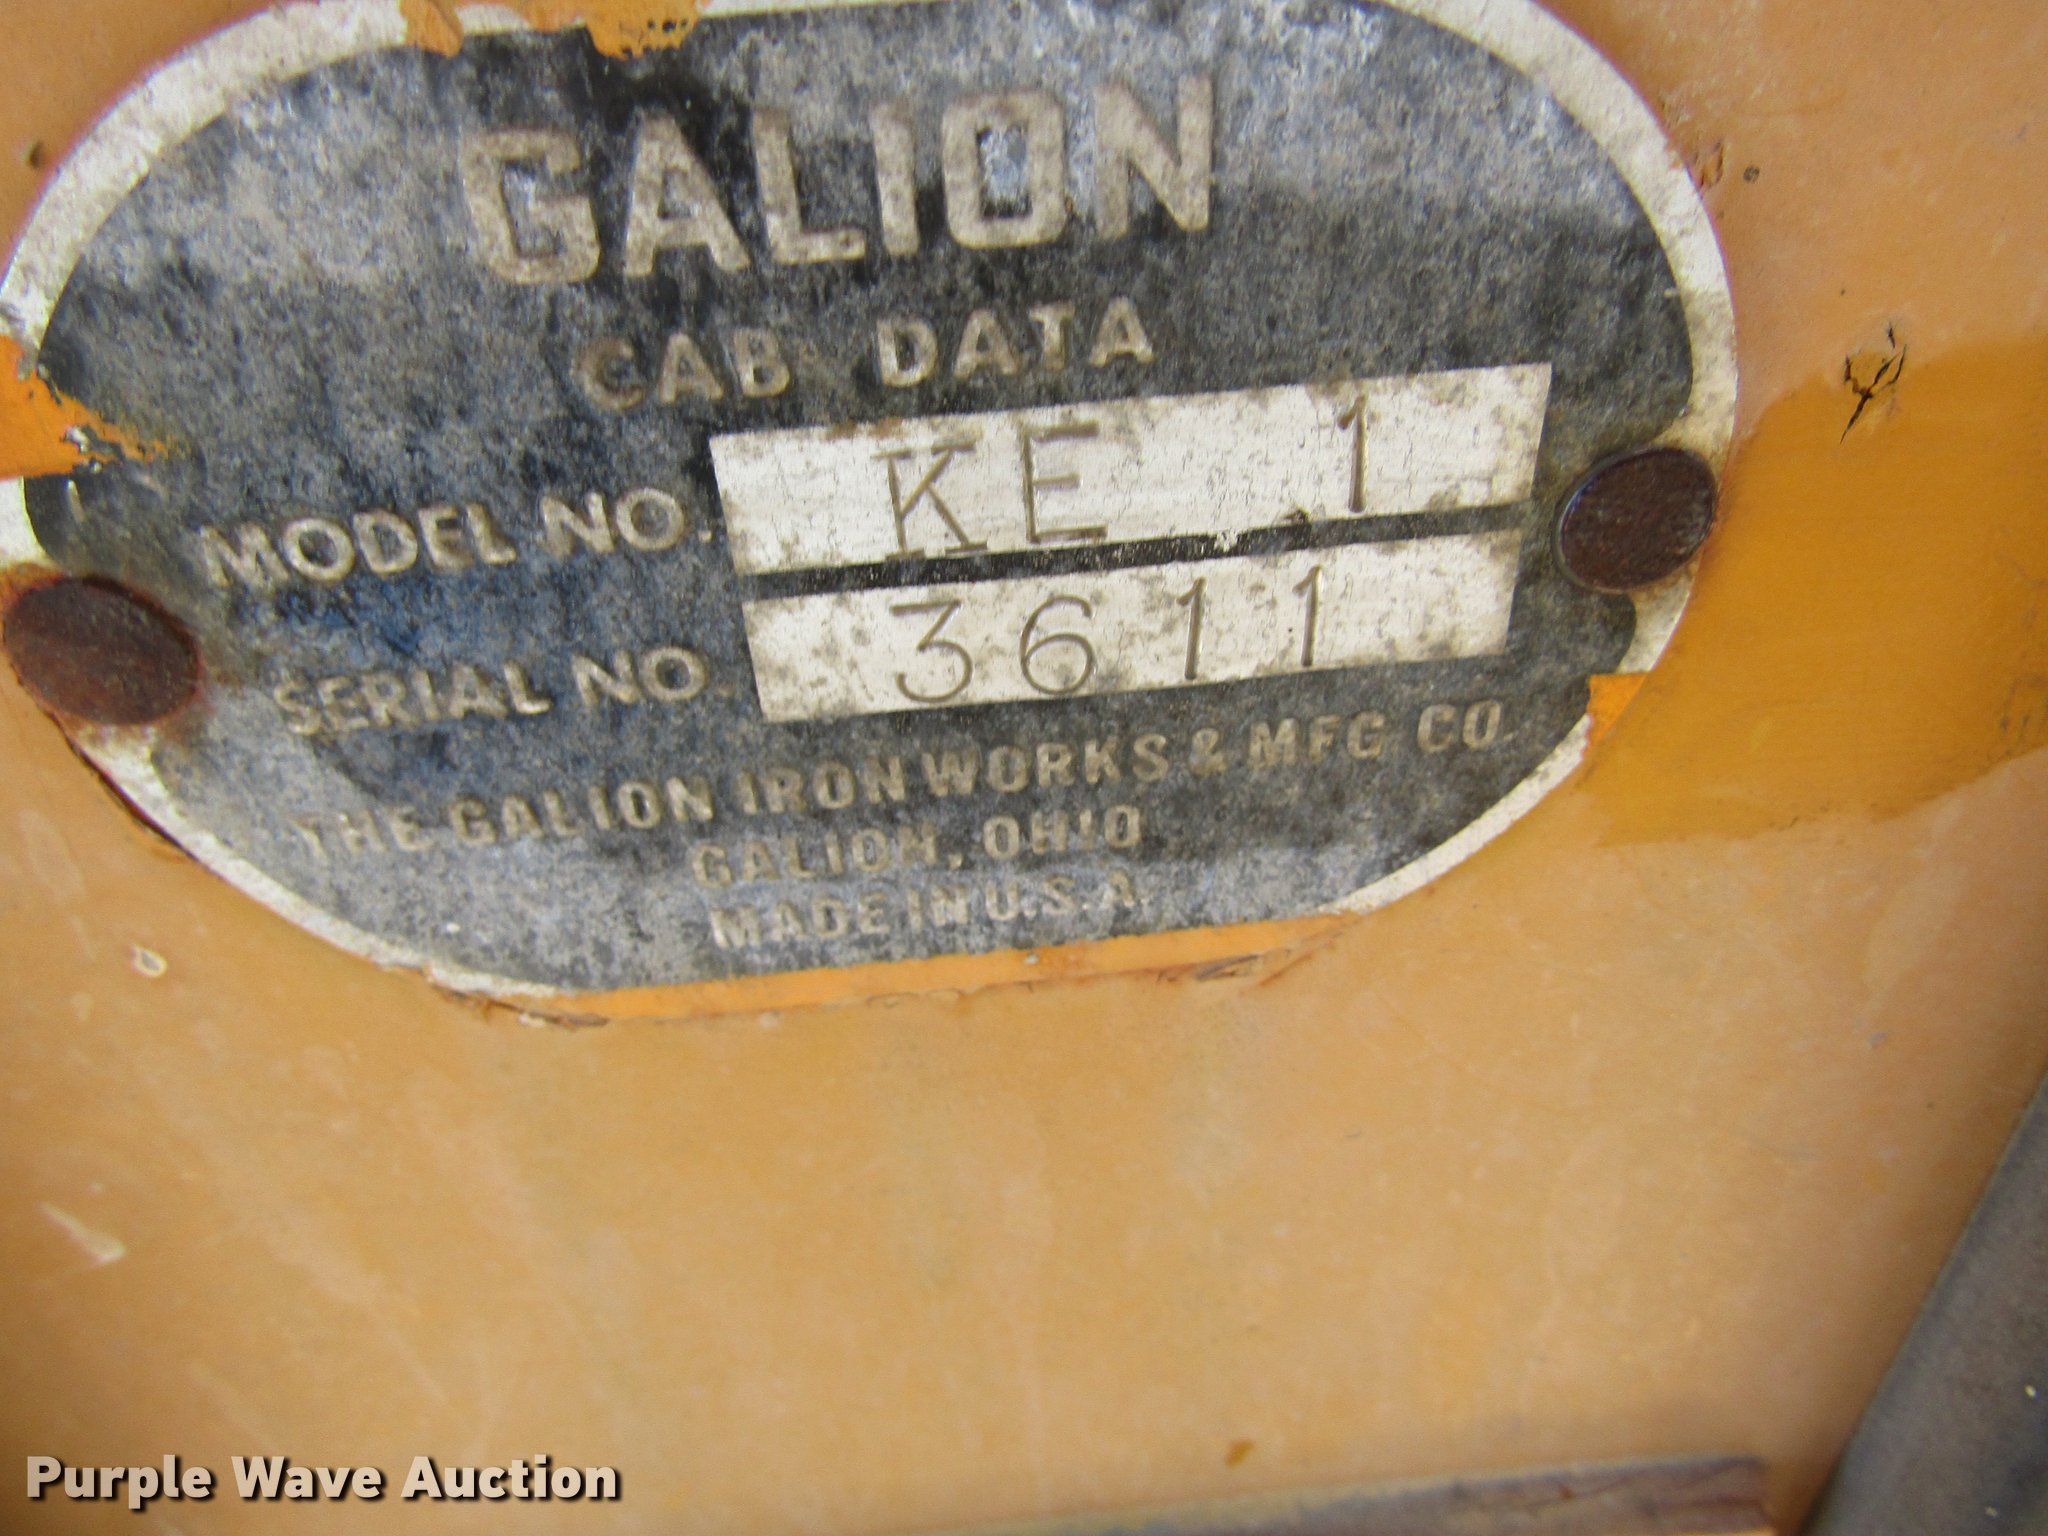 GALION
CAB DATA
MODEL NO. KE 1
SERIAL NO. 3611
THE GALION IRON WORKS & MFG CO.
GALION, OHIO
MADE IN U.S.A.
Purple Wave Auction